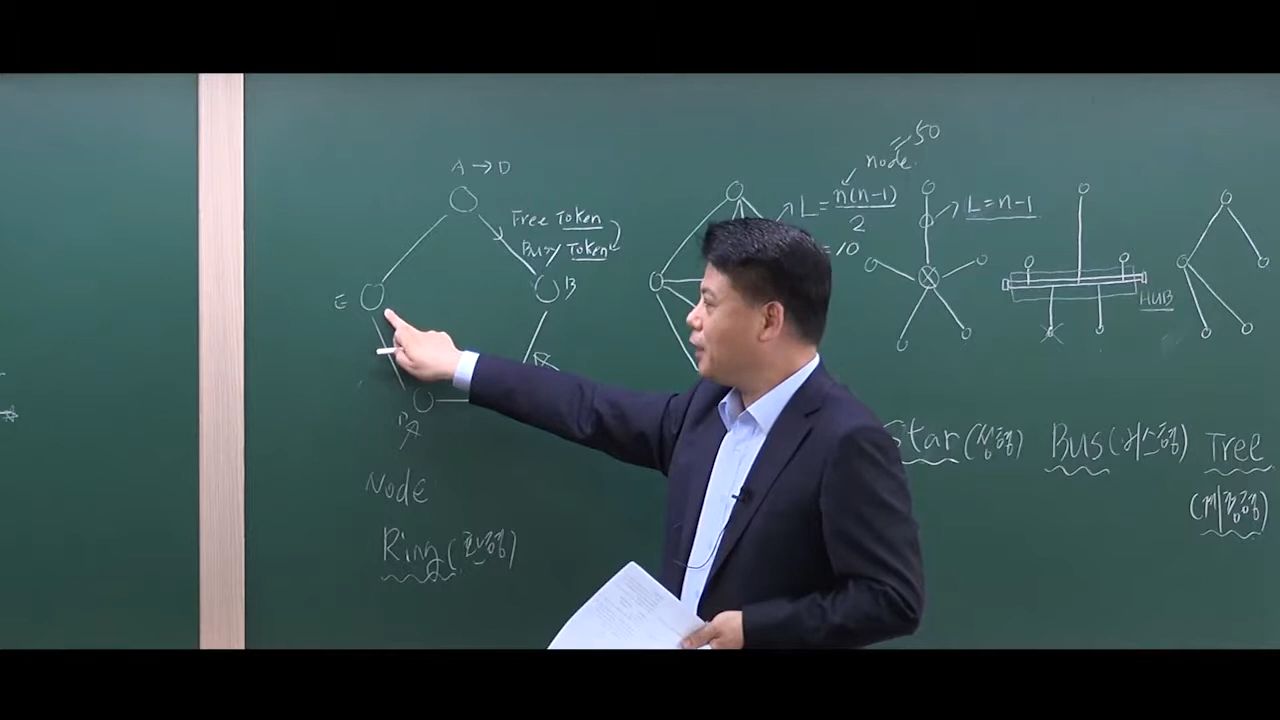 A → D
Free Token
Busy Token
B
E
D
Node
Ring (환형)
50
node.
L = n(n-1)
2
= 10
L = n-1
HUB
Star (성형)
Bus (버스형)
Tree
(계층형)